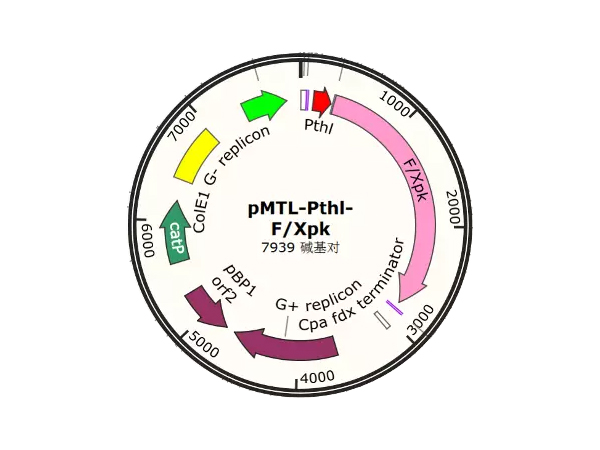 pMTL-Pthl-
F/Xpk
7939 碱基对
Pthl
F/Xpk
1000
2000
3000
4000
5000
6000
7000
Cpa fdx terminator
G+ replicon
pBP1
orf2
catP
ColE1 G- replicon